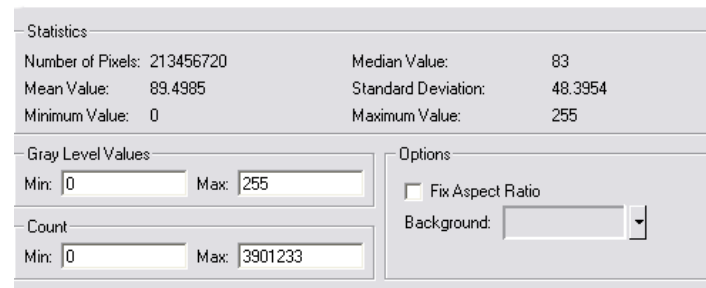 Statistics
Number of Pixels: 213456720 Median Value: 83
Mean Value: 89.4985 Standard Deviation: 48.3954
Minimum Value: 0 Maximum Value: 255
Gray Level Values
Min: 0 Max: 255
Count
Min: 0 Max: 3901233
Options
Fix Aspect Ratio
Background: